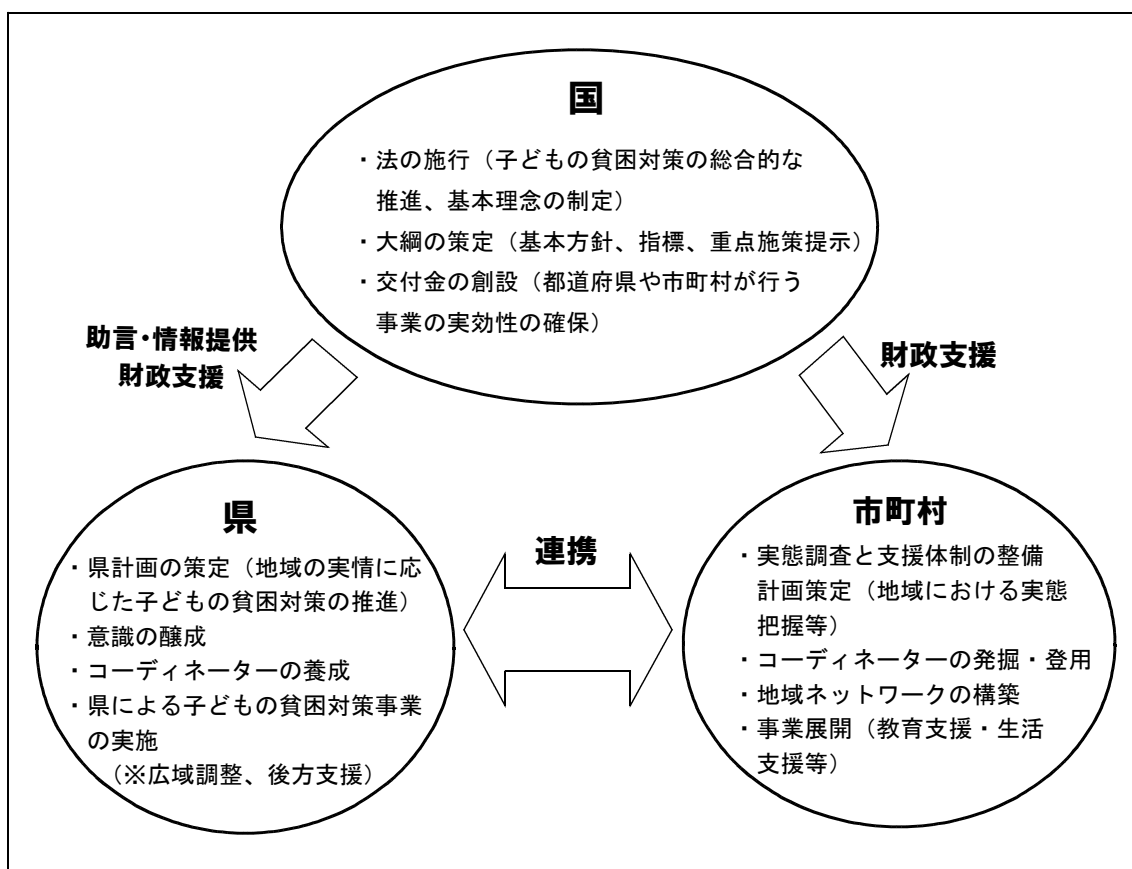 国
・法の施行（子どもの貧困対策の総合的な
推進、基本理念の制定）
・大綱の策定（基本方針、指標、重点施策提示）
・交付金の創設（都道府県や市町村が行う
事業の実効性の確保）
助言・情報提供
財政支援
財政支援
県
・県計画の策定（地域の実情に応
じた子どもの貧困対策の推進）
・意識の醸成
・コーディネーターの養成
・県による子どもの貧困対策事業
の実施
（※広域調整、後方支援）
連携
市町村
・実態調査と支援体制の整備
計画策定（地域における実態
把握等）
・コーディネーターの発掘・登用
・地域ネットワークの構築
・事業展開（教育支援・生活
支援等）